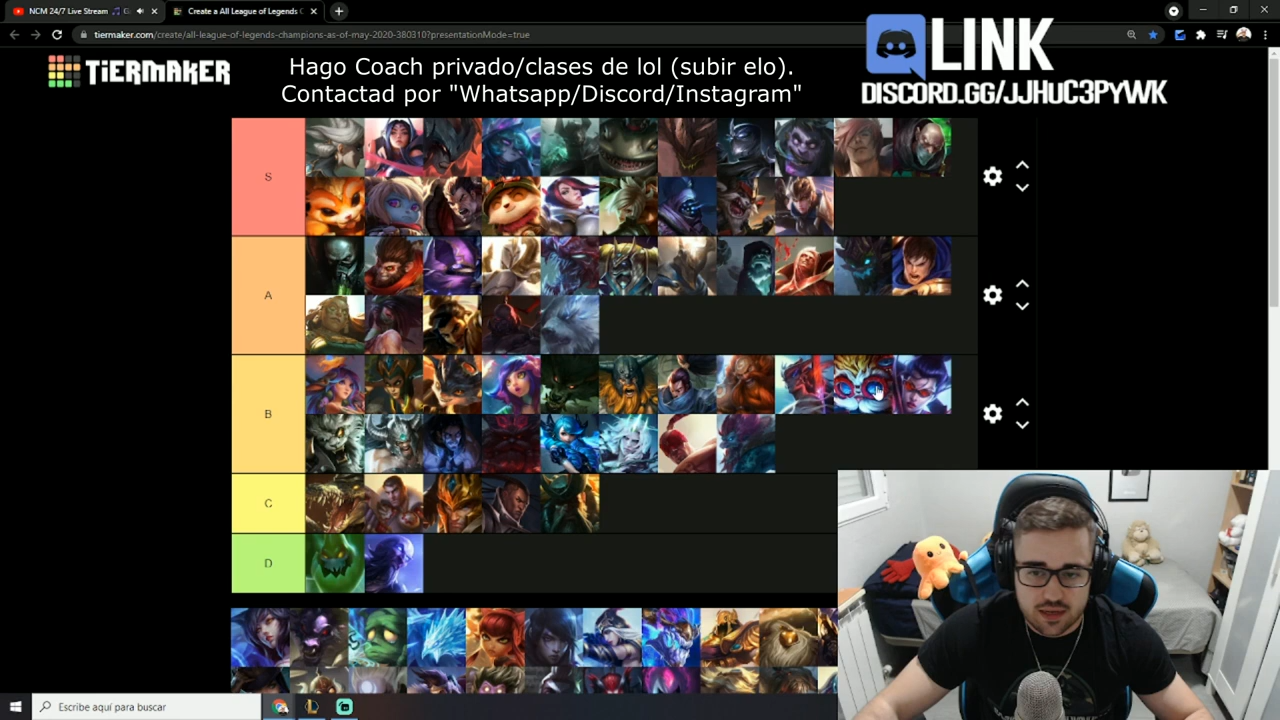 NCM 24/7 Live Stream
Create a All League of Legends C
tiermaker.com/create/all-league-of-legends-champions-as-of-may-2020-380310?presentationMode=true
TiERMAKER
Hago Coach privado/clases de lol (subir elo).
Contactad por "Whatsapp/Discord/Instagram"
LINK
DISCORD.GG/JJHUC3PYWK
S
A
B
C
D
Escribe aquí para buscar